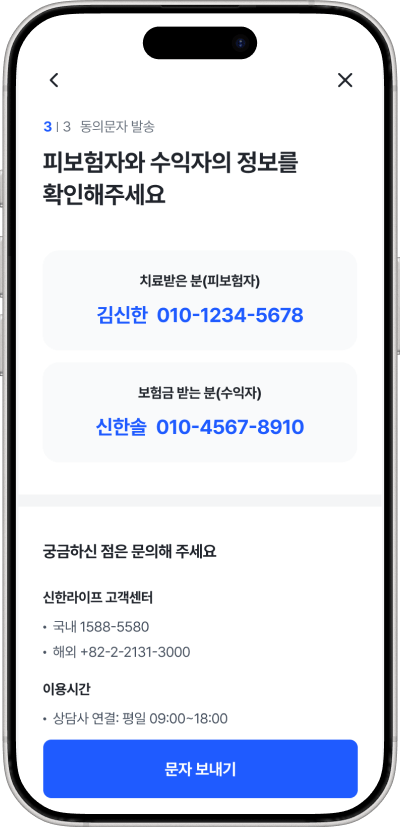 3 | 3 동의문자 발송
피보험자와 수익자의 정보를
확인해주세요
치료받은 분(피보험자)
김신한 010-1234-5678
보험금 받는 분(수익자)
신한솔 010-4567-8910
궁금하신 점은 문의해 주세요
신한라이프 고객센터
• 국내 1588-5580
• 해외 +82-2-2131-3000
이용시간
• 상담사 연결: 평일 09:00~18:00
문자 보내기